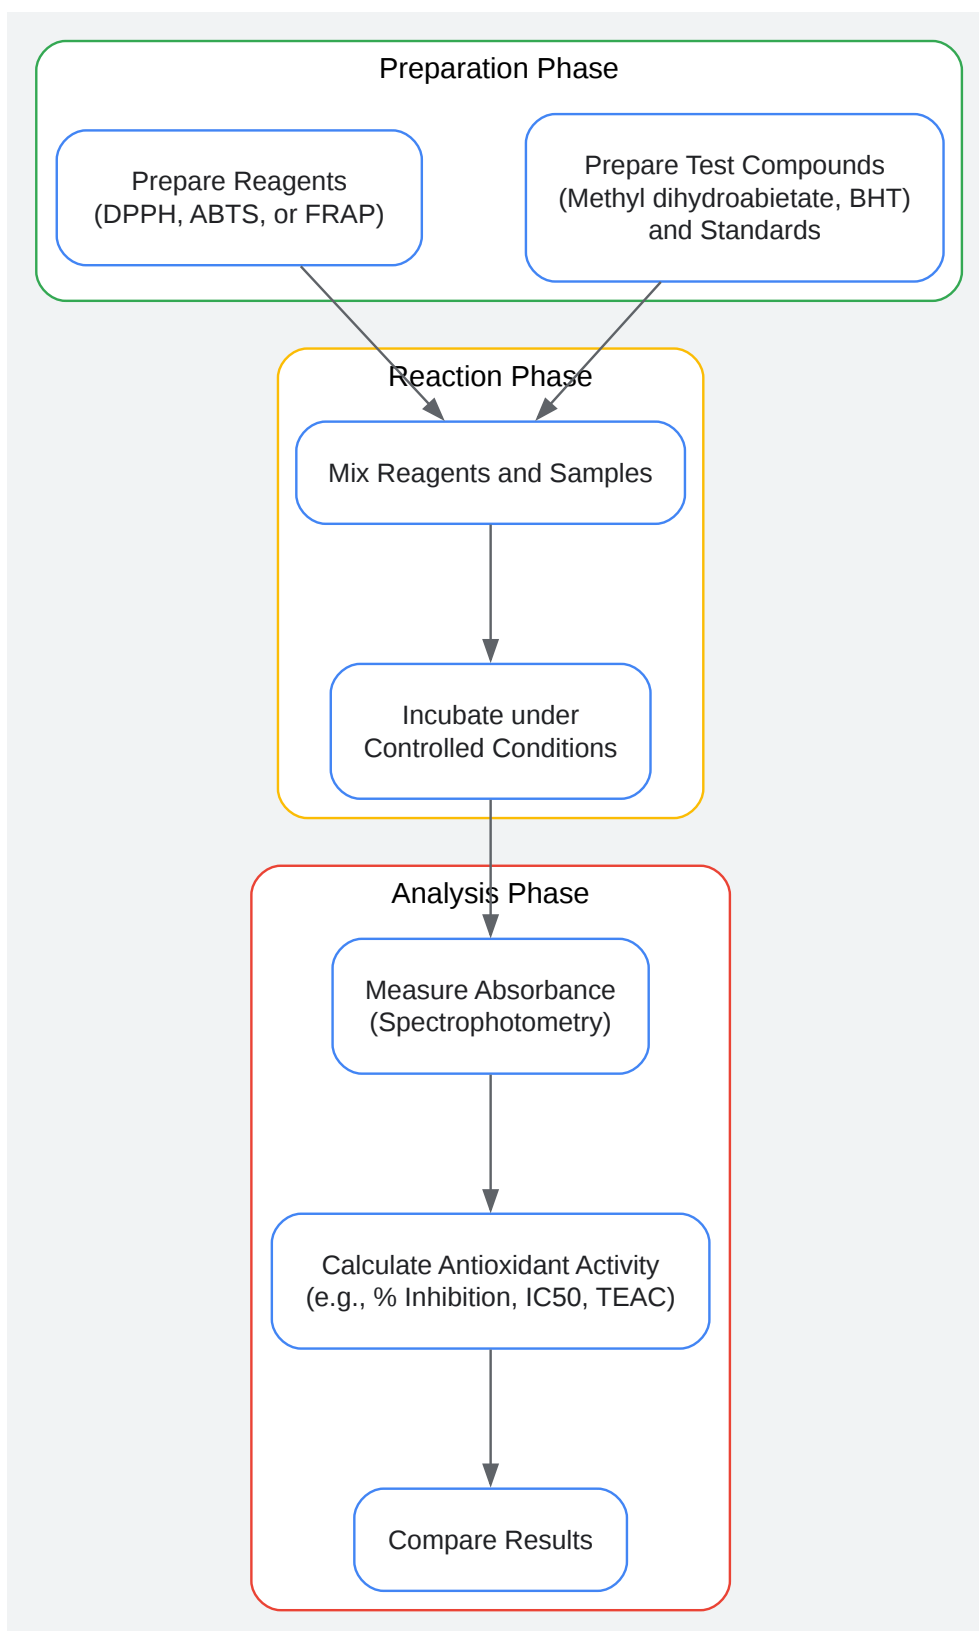 Preparation Phase
Prepare Reagents
(DPPH, ABTS, or FRAP)
Prepare Test Compounds
(Methyl dihydroabietate, BHT)
and Standards
Reaction Phase
Mix Reagents and Samples
Incubate under
Controlled Conditions
Analysis Phase
Measure Absorbance
(Spectrophotometry)
Calculate Antioxidant Activity
(e.g., % Inhibition, IC50, TEAC)
Compare Results